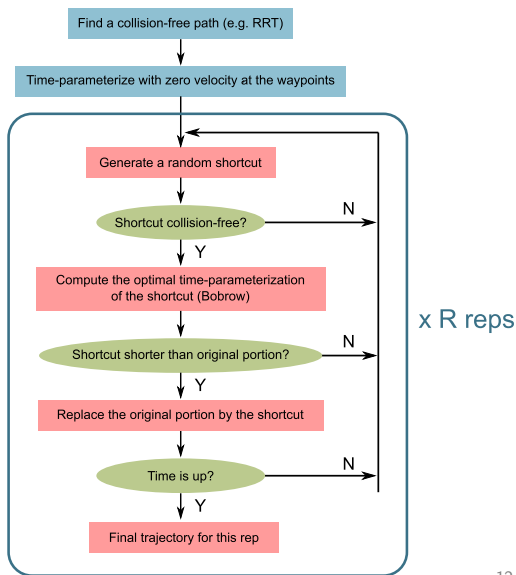 Find a collision-free path (e.g. RRT)
Time-parameterize with zero velocity at the waypoints
Generate a random shortcut
Shortcut collision-free?
N
Y
Compute the optimal time-parameterization
of the shortcut (Bobrow)
x R reps
Shortcut shorter than original portion?
N
Y
Replace the original portion by the shortcut
Time is up?
N
Y
Final trajectory for this rep